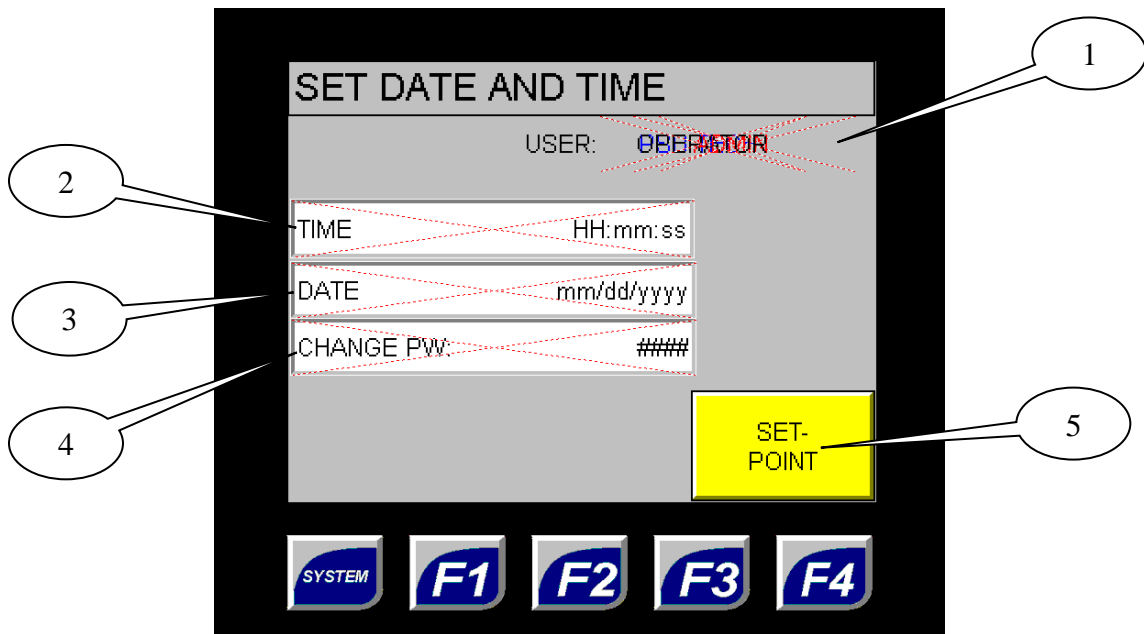 1
SET DATE AND TIME
USER:
2
TIME HH:mm:ss
3
DATE mm/dd/yyyy
CHANGE PW: ####
4
SET-
POINT
5
SYSTEM F1 F2 F3 F4